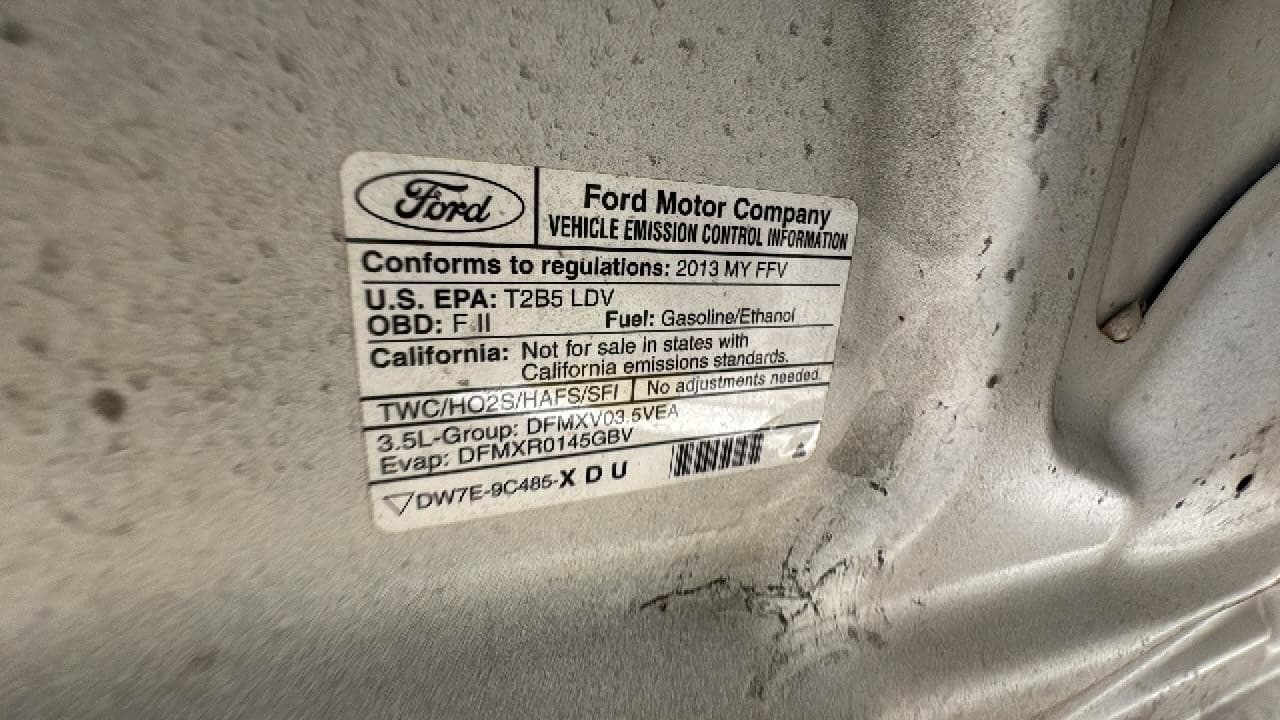 Ford
Ford Motor Company
VEHICLE EMISSION CONTROL INFORMATION
Conforms to regulations: 2013 MY FFV
U.S. EPA: T2B5 LDV
OBD: F II Fuel: Gasoline/Ethanol
California: Not for sale in states with
California emissions standards.
TWC/HO2S/HAFS/SFI No adjustments needed.
3.5L-Group: DFMXV03.5VEA
Evap: DFMXR0145GBV
DW7E-9C485-XDU